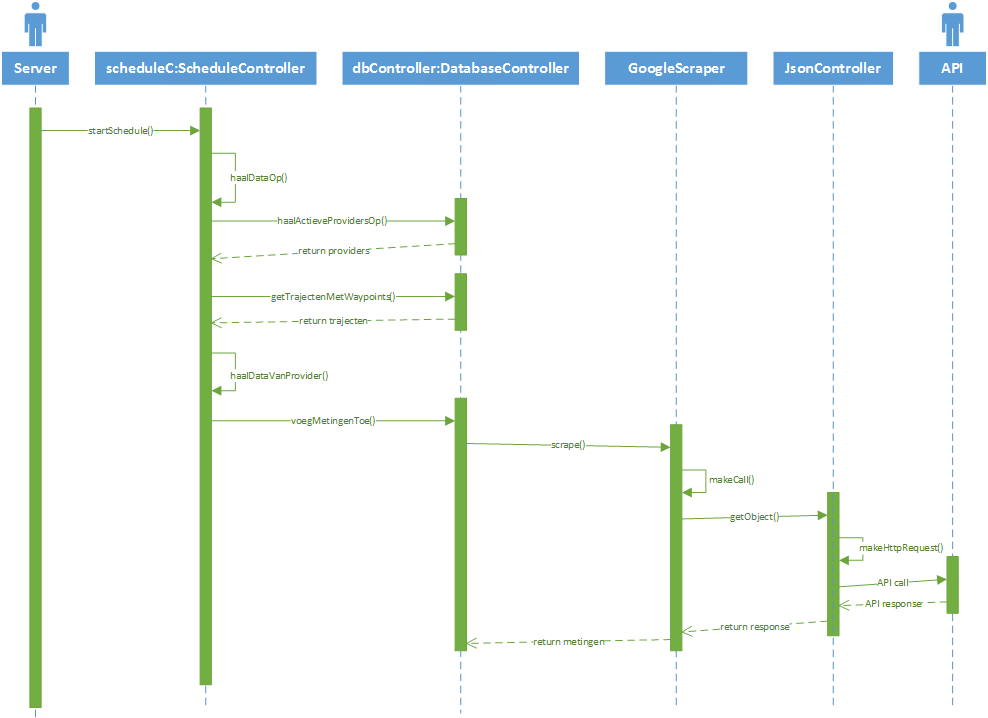 Server
scheduleC:ScheduleController
dbController:DatabaseController
GoogleScraper
JsonController
API
startSchedule()
haalDataOp()
haalActieveProvidersOp()
return providers
getTrajectenMetWaypoints()
return trajecten
haalDataVanProvider()
voegMetingenToe()
scrape()
makeCall()
getObject()
makeHttpRequest()
API call
API response
return response
return metingen